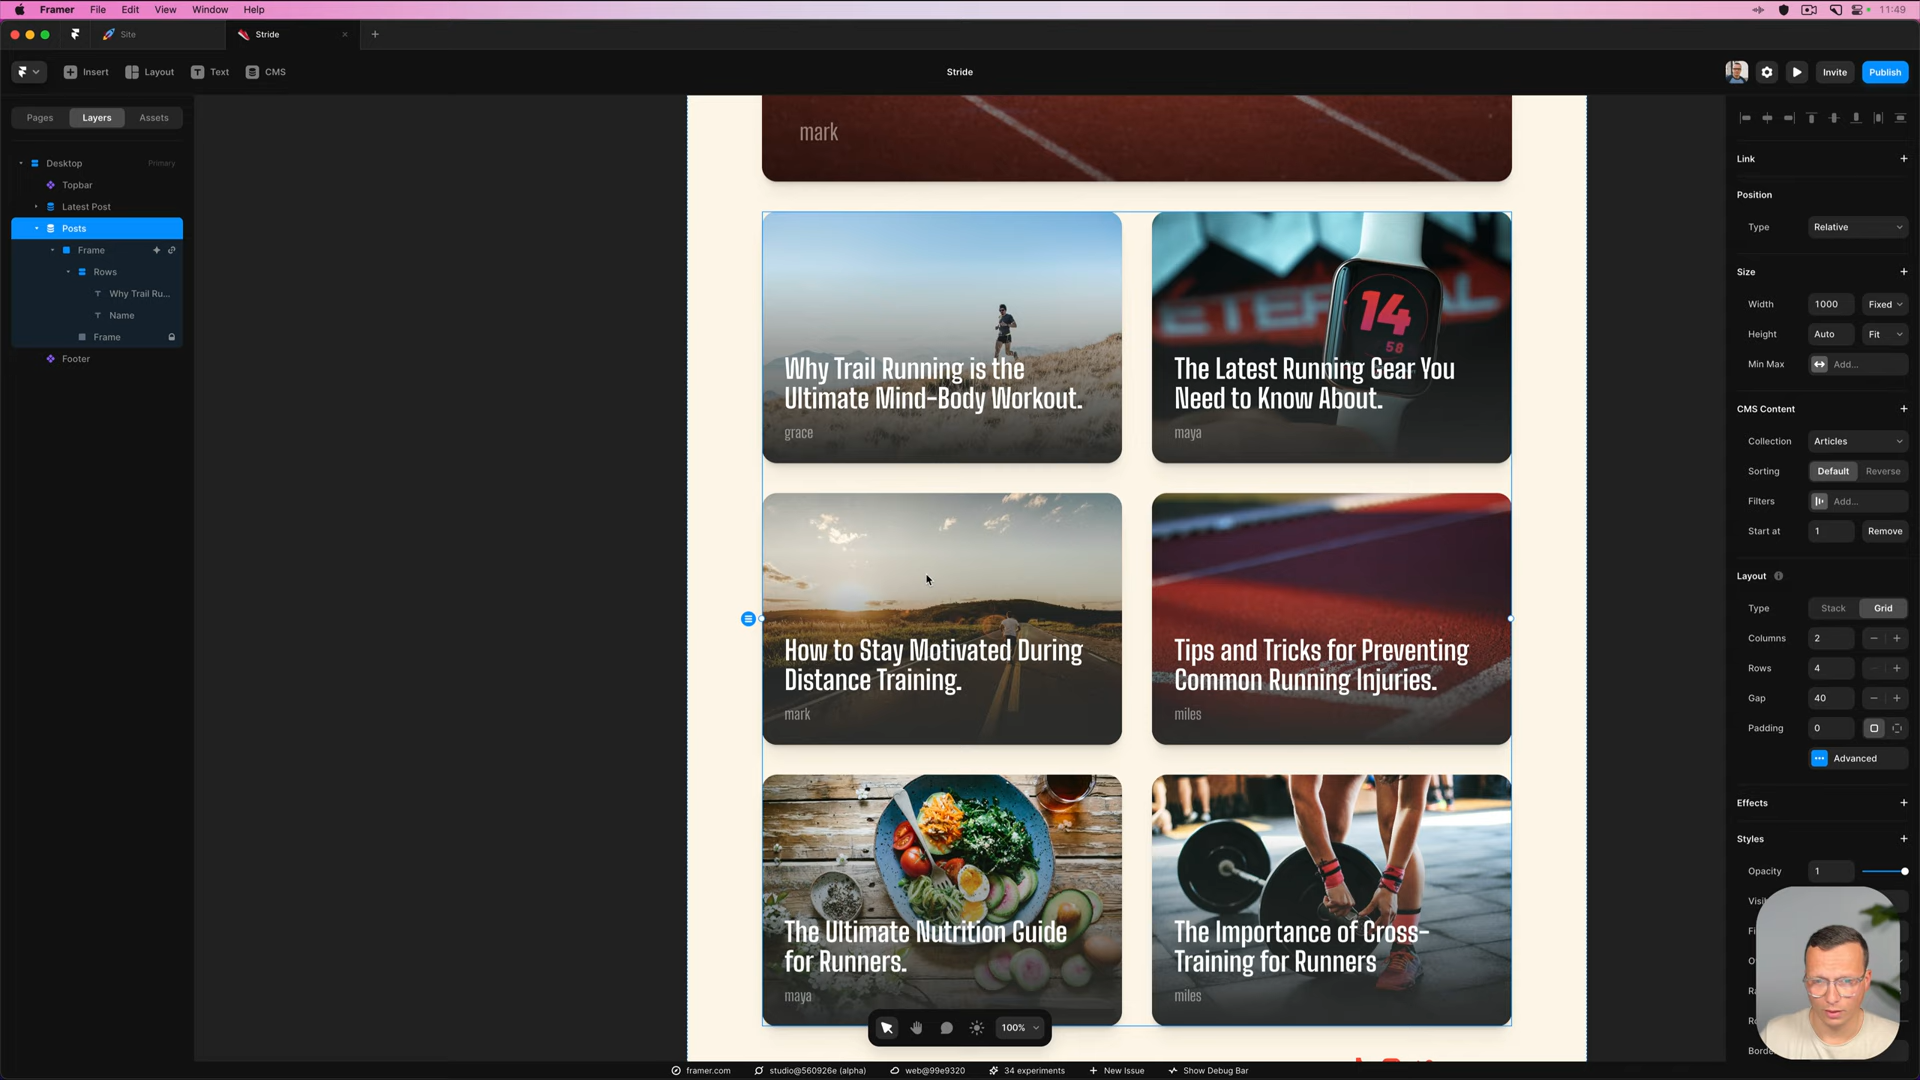 Framer File Edit View Window Help 11:49
Site Stride
Insert Layout Text CMS Stride Invite Publish
Pages Layers Assets
Desktop Primary
Topbar
Latest Post
Posts
Frame
Rows
Why Trail Ru...
Name
Frame
Footer
mark
Why Trail Running is the
Ultimate Mind-Body Workout.
grace
14
58
The Latest Running Gear You
Need to Know About.
maya
How to Stay Motivated During
Distance Training.
mark
Tips and Tricks for Preventing
Common Running Injuries.
miles
The Ultimate Nutrition Guide
for Runners.
maya
The Importance of Cross-
Training for Runners
miles
100%
Link
Position
Type Relative
Size
Width 1000 Fixed
Height Auto Fit
Min Max Add...
CMS Content
Collection Articles
Sorting Default Reverse
Filters Add...
Start at 1 Remove
Layout
Type Stack Grid
Columns 2
Rows 4
Gap 40
Padding 0
Advanced
Effects
Styles
Opacity 1
framer.com studio@560926e (alpha) web@99e9320 34 experiments New Issue Show Debug Bar